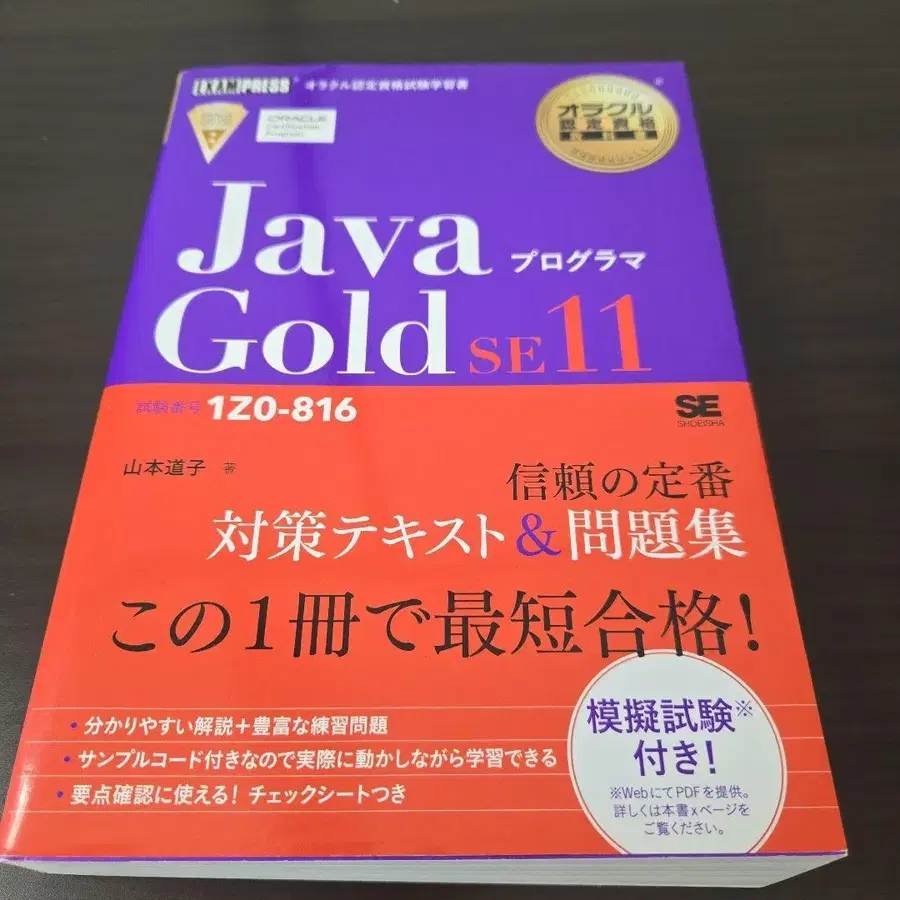 EXAMPRESS® オラクル認定資格試験学習書
ORACLE
Certification
Program
オラクル
認定資格
®
Java
プログラマ
Gold SE 11
試験番号 1Z0-816
SE
SHOEISHA
山本道子 著
信頼の定番
対策テキスト&問題集
この1冊で最短合格!
・分かりやすい解説+豊富な練習問題
・サンプルコード付きなので実際に動かしながら学習できる
・要点確認に使える! チェックシートつき
模擬試験※
付き!
※WebにてPDFを提供。
詳しくは本書xページを
ご覧ください。